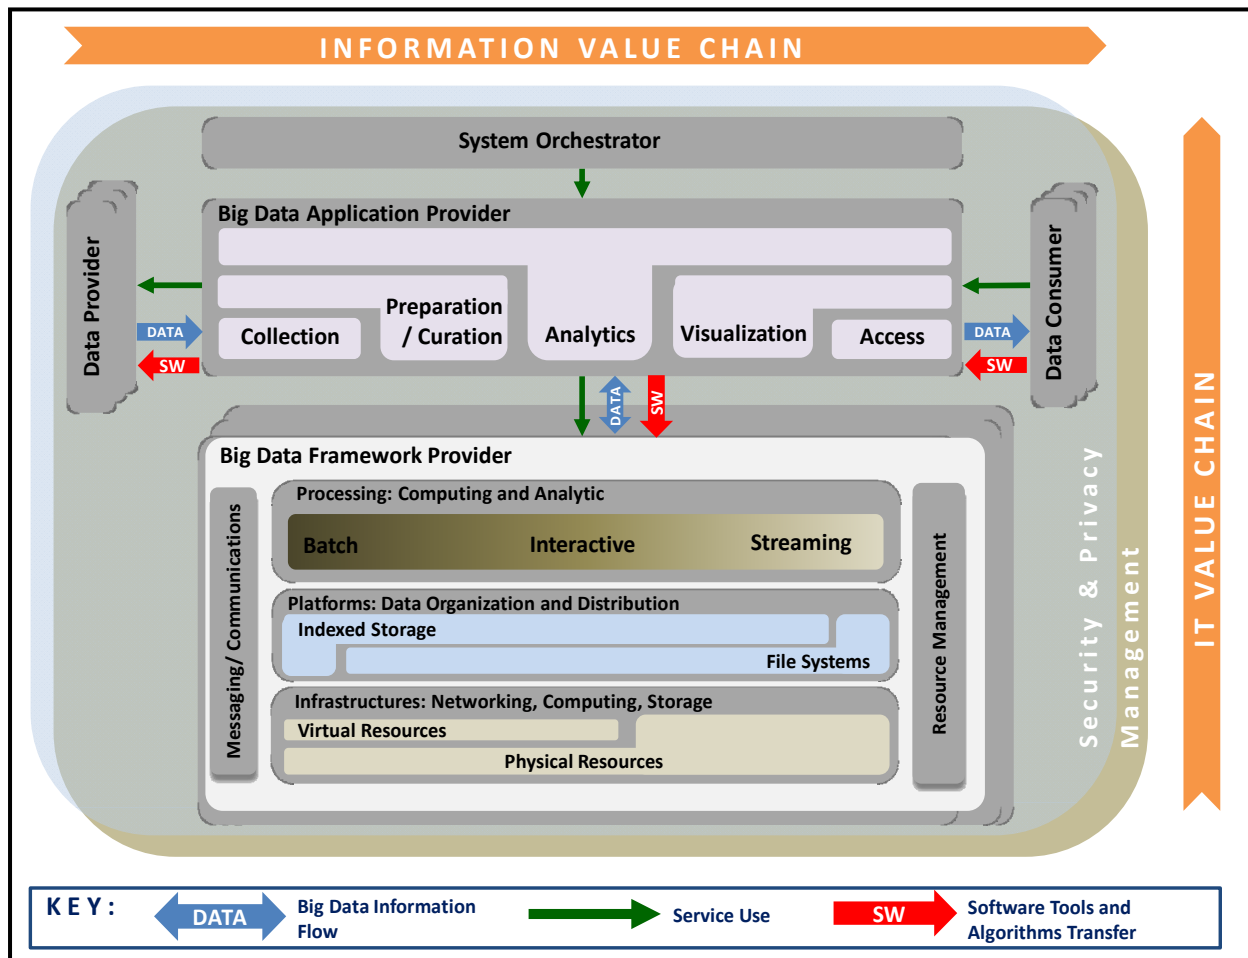 INFORMATION VALUE CHAIN
System Orchestrator
Big Data Application Provider
Collection
Preparation
/ Curation
Analytics
Visualization
Access
Data Provider
DATA
SW
Data Consumer
DATA
SW
DATA
SW
Big Data Framework Provider
Messaging/ Communications
Processing: Computing and Analytic
Batch
Interactive
Streaming
Platforms: Data Organization and Distribution
Indexed Storage
File Systems
Infrastructures: Networking, Computing, Storage
Virtual Resources
Physical Resources
Resource Management
Security & Privacy
Management
IT VALUE CHAIN
KEY:
DATA
Big Data Information
Flow
Service Use
SW
Software Tools and
Algorithms Transfer